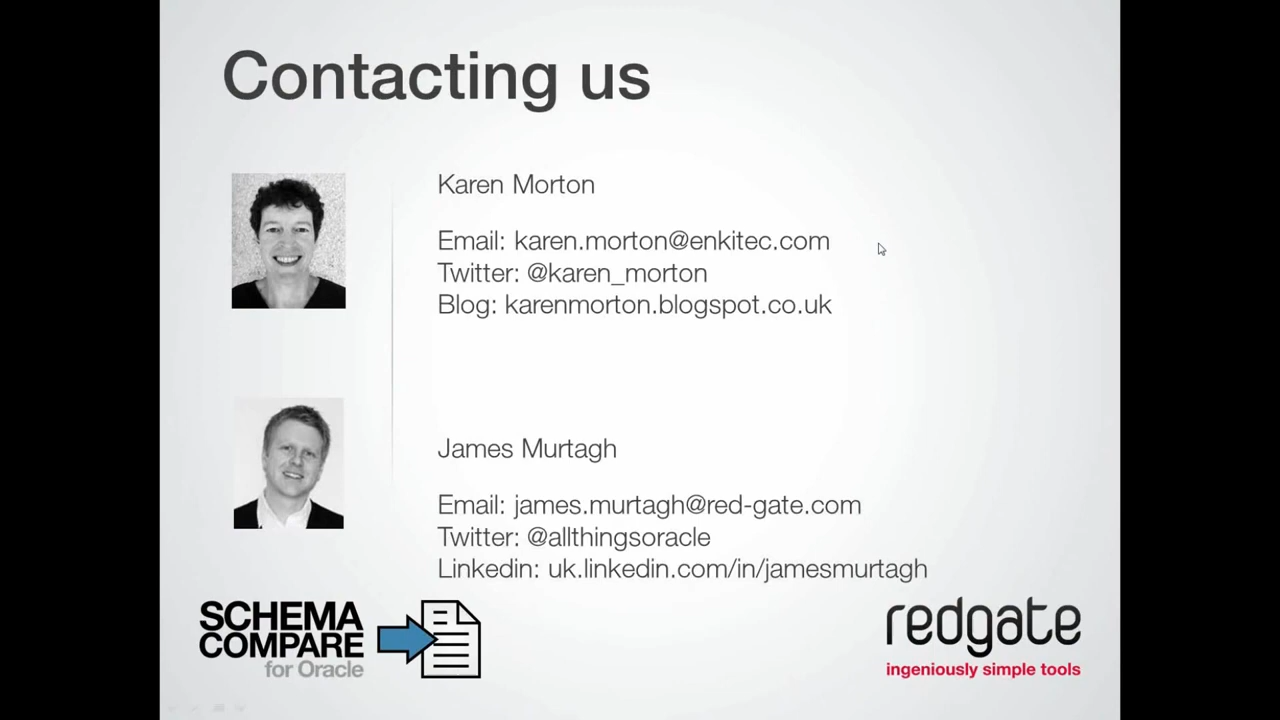 Contacting us
Karen Morton
Email: karen.morton@enkitec.com
Twitter: @karen_morton
Blog: karenmorton.blogspot.co.uk
James Murtagh
Email: james.murtagh@red-gate.com
Twitter: @allthingsoracle
Linkedin: uk.linkedin.com/in/jamesmurtagh
SCHEMA
COMPARE
for Oracle
redgate
ingeniously simple tools